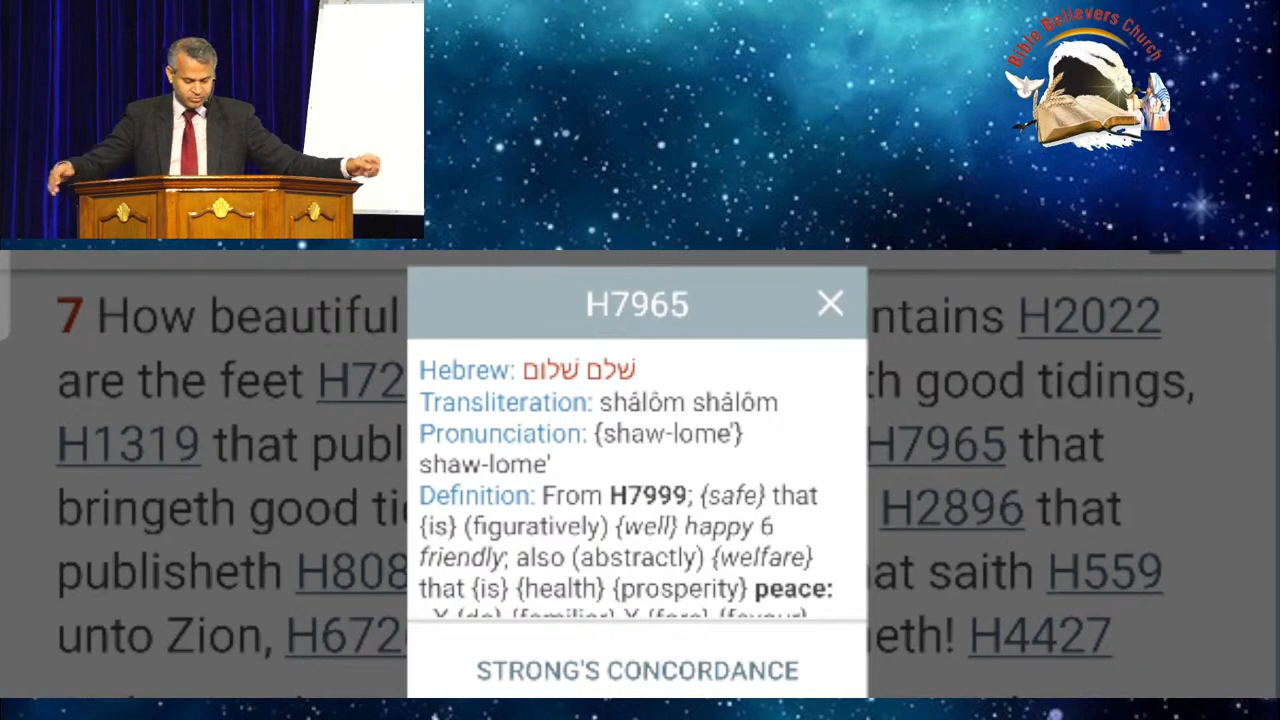 Bible Believers Church
H7965
7 How beautiful
ntains H2022
are the feet H72
th good tidings,
H1319 that publ
H7965 that
bringeth good ti
H2896 that
publisheth H808
at saith H559
unto Zion, H672
eth! H4427
Hebrew: שׁלם שׁלום
Transliteration: shâlôm shâlôm
Pronunciation: {shaw-lome'}
shaw-lome'
Definition: From H7999; {safe} that
{is} (figuratively) {well} happy 6
friendly; also (abstractly) {welfare}
that {is} {health} {prosperity} peace:
STRONG'S CONCORDANCE